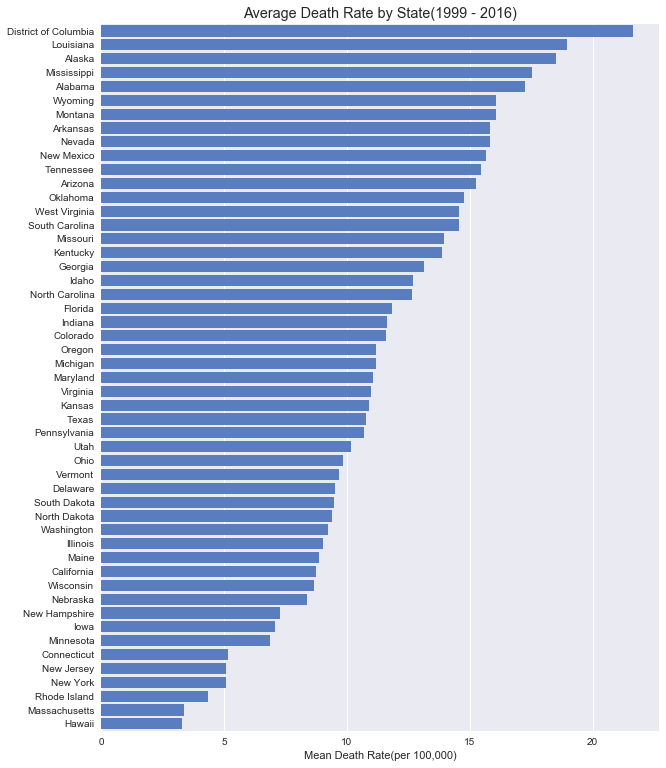 Average Death Rate by State(1999 - 2016)
District of Columbia
Louisiana
Alaska
Mississippi
Alabama
Wyoming
Montana
Arkansas
Nevada
New Mexico
Tennessee
Arizona
Oklahoma
West Virginia
South Carolina
Missouri
Kentucky
Georgia
Idaho
North Carolina
Florida
Indiana
Colorado
Oregon
Michigan
Maryland
Virginia
Kansas
Texas
Pennsylvania
Utah
Ohio
Vermont
Delaware
South Dakota
North Dakota
Washington
Illinois
Maine
California
Wisconsin
Nebraska
New Hampshire
Iowa
Minnesota
Connecticut
New Jersey
New York
Rhode Island
Massachusetts
Hawaii
0 5 10 15 20
Mean Death Rate(per 100,000)